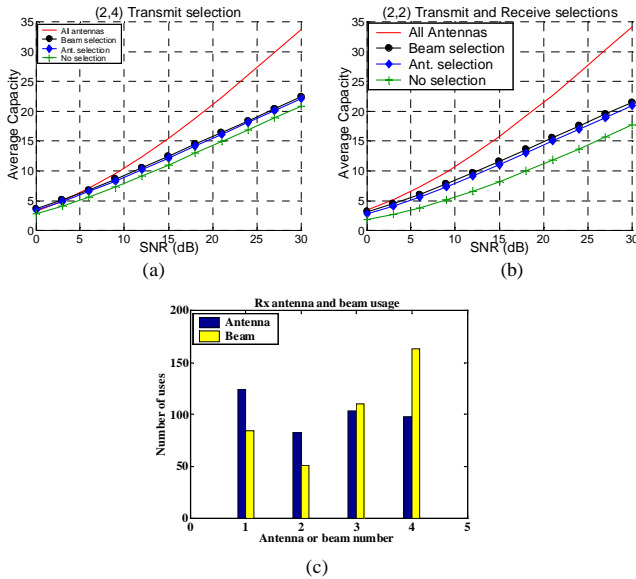 (2,4) Transmit selection
All Antennas
Beam selection
Ant. selection
No selection
Average Capacity
35
30
25
20
15
10
5
0
0 5 10 15 20 25 30
SNR (dB)
(a)
(2,2) Transmit and Receive selections
All Antennas
Beam selection
Ant. selection
No selection
Average Capacity
35
30
25
20
15
10
5
0
0 5 10 15 20 25 30
SNR (dB)
(b)
Rx antenna and beam usage
Antenna
Beam
Number of uses
200
150
100
50
0
0 1 2 3 4 5
Antenna or beam number
(c)